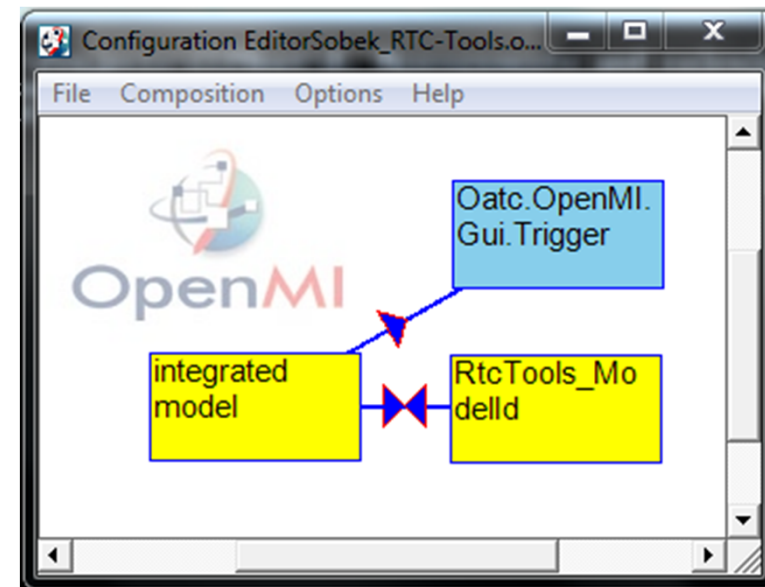 Configuration EditorSobek_RTC-Tools.o...
File Composition Options Help
Oatc.OpenMI.
Gui.Trigger
OpenMI
integrated
model
RtcTools_Mo
delId